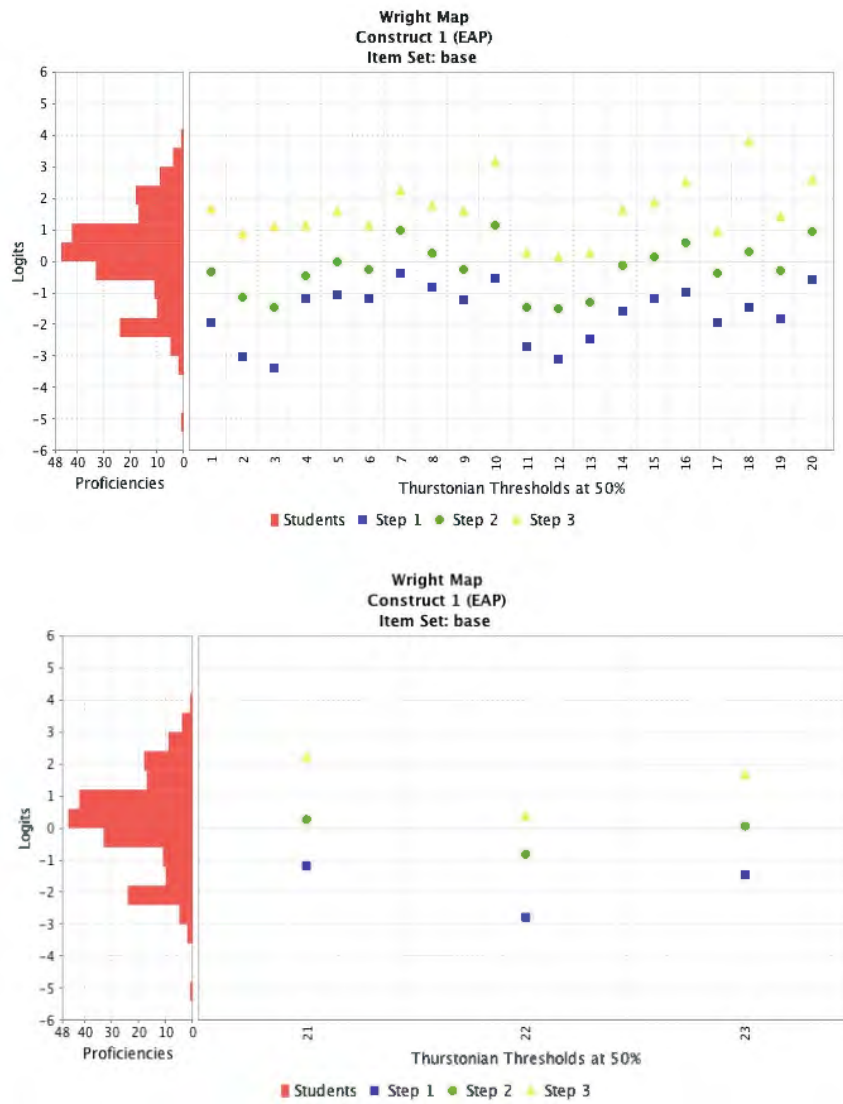 Wright Map
Construct 1 (EAP)
Item Set: base
6
5
4
3
2
1
0
-1
-2
-3
-4
-5
-6
Logits
48 40 30 20 10 0
Proficiencies
1 2 3 4 5 6 7 8 9 10 11 12 13 14 15 16 17 18 19 20
Thurstonian Thresholds at 50%
Students Step 1 Step 2 Step 3
Wright Map
Construct 1 (EAP)
Item Set: base
6
5
4
3
2
1
0
-1
-2
-3
-4
-5
-6
Logits
48 40 30 20 10 0
Proficiencies
21 22 23
Thurstonian Thresholds at 50%
Students Step 1 Step 2 Step 3